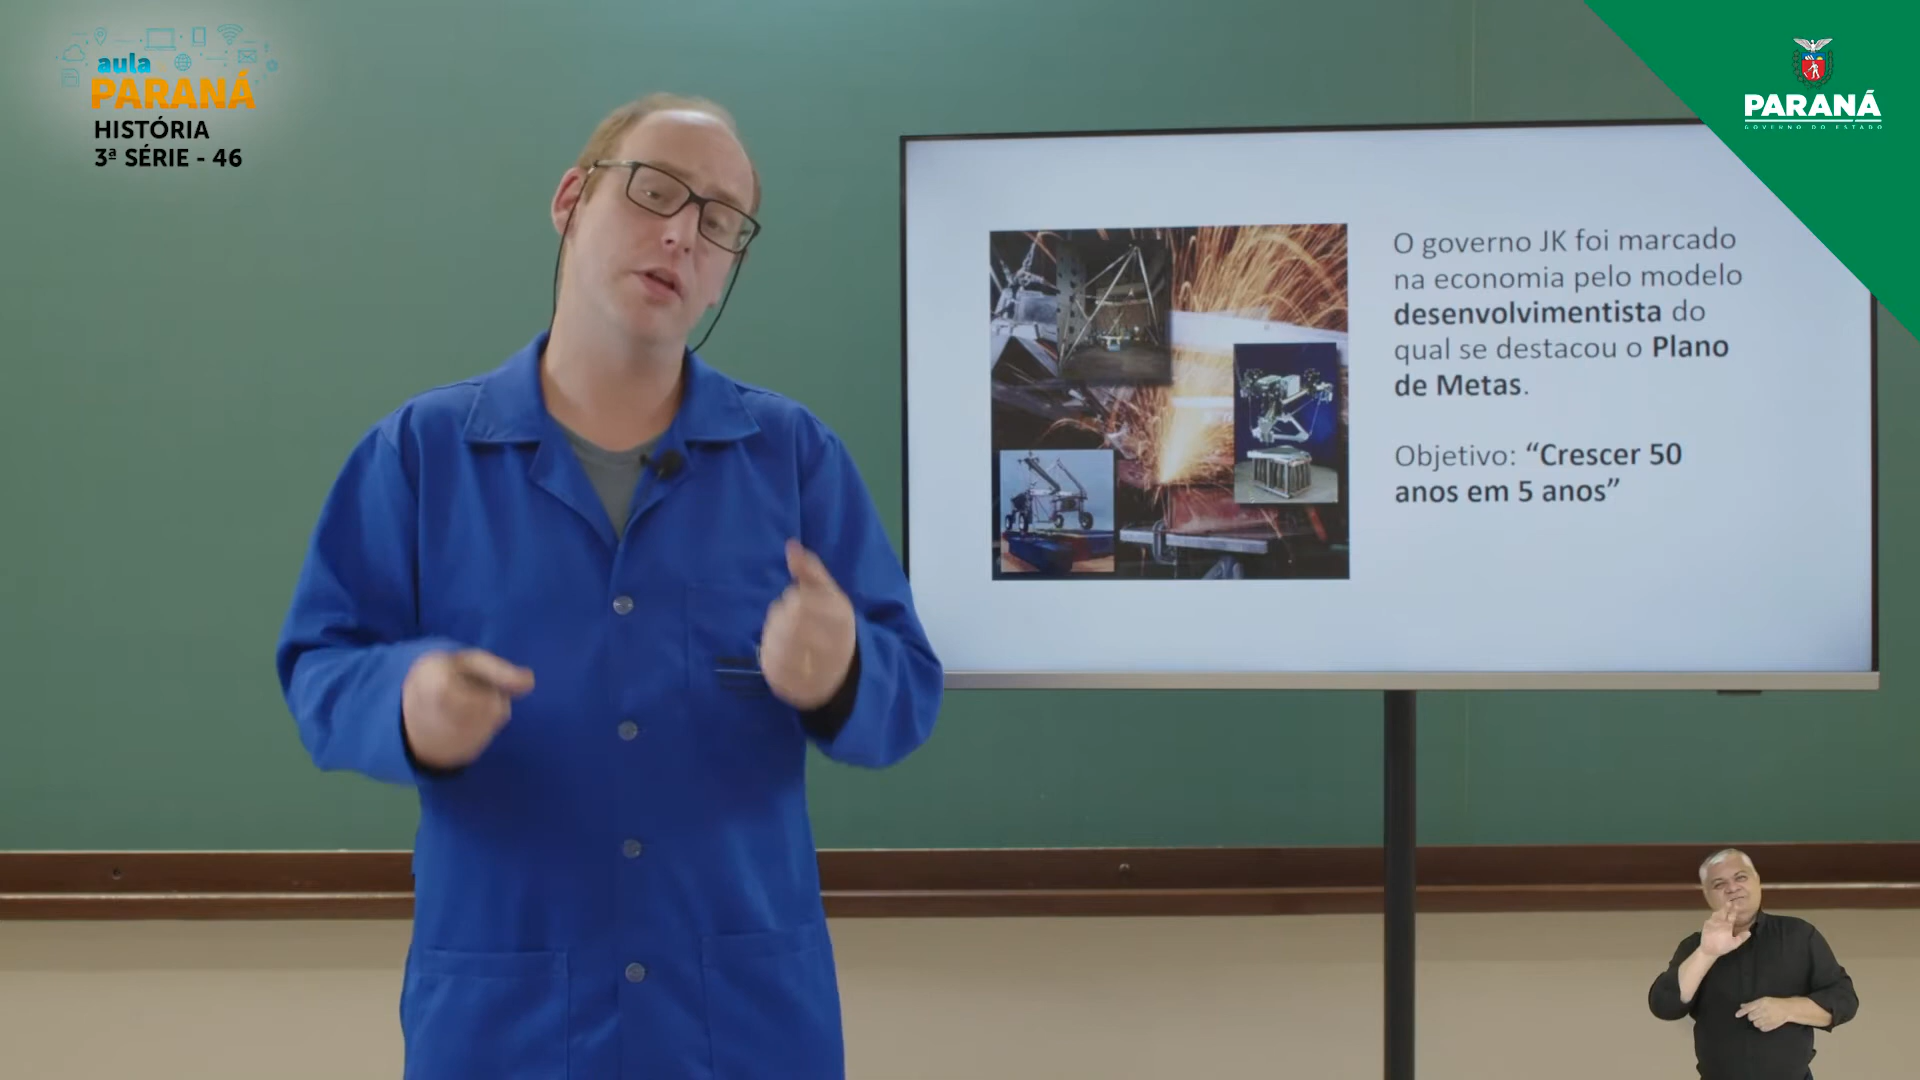 aula
PARANÁ
HISTÓRIA
3ª SÉRIE - 46
PARANÁ
GOVERNO DO ESTADO
O governo JK foi marcado
na economia pelo modelo
desenvolvimentista do
qual se destacou o Plano
de Metas.
Objetivo: “Crescer 50
anos em 5 anos”